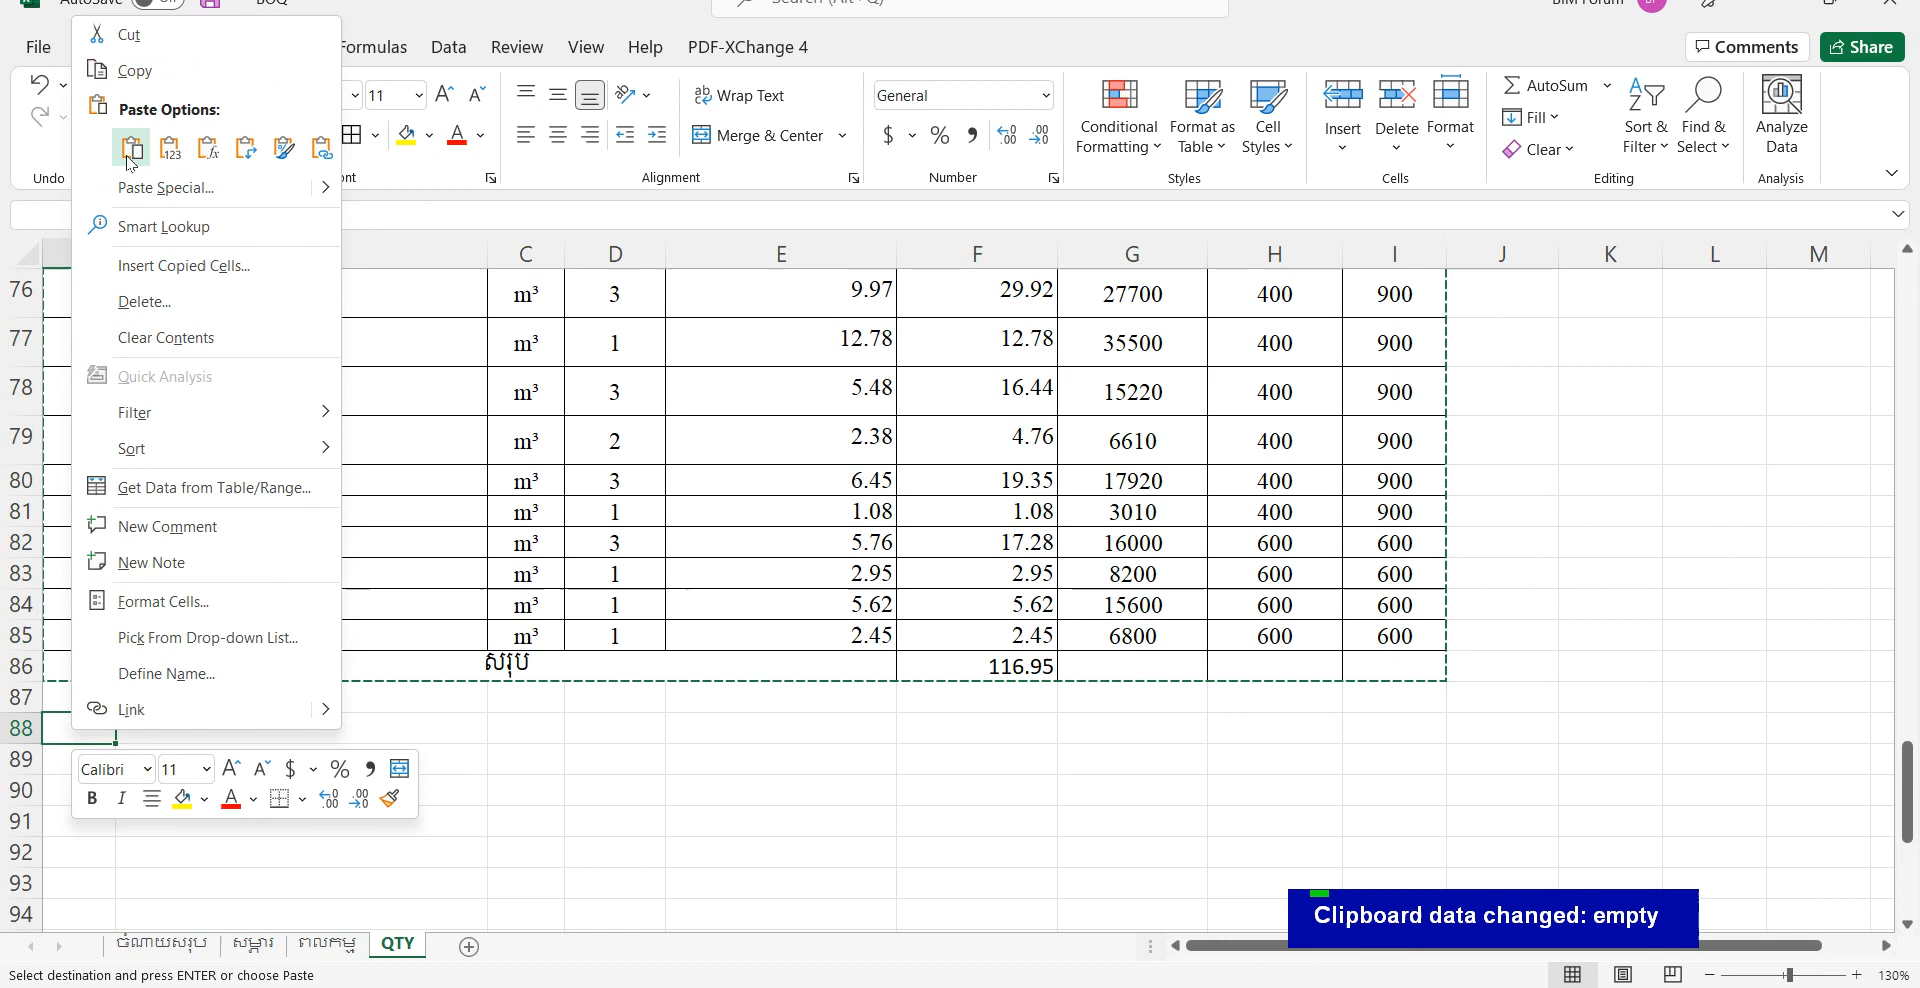 AutoSave Off BOQ Search (Alt+Q) BIM Forum BF
File Formulas Data Review View Help PDF-XChange 4 Comments Share
Cut
Copy
Paste Options:
Paste Special...
Smart Lookup
Insert Copied Cells...
Delete...
Clear Contents
Quick Analysis
Filter
Sort
Get Data from Table/Range...
New Comment
New Note
Format Cells...
Pick From Drop-down List...
Define Name...
Link
Calibri 11
11 Wrap Text General AutoSum
Merge & Center Fill
Clear
Conditional Formatting Format as Table Cell Styles Insert Delete Format Sort & Filter Find & Select Analyze Data
Undo Alignment Number Styles Cells Editing Analysis
C D E F G H I J K L M
76 m³ 3 9.97 29.92 27700 400 900
77 m³ 1 12.78 12.78 35500 400 900
78 m³ 3 5.48 16.44 15220 400 900
79 m³ 2 2.38 4.76 6610 400 900
80 m³ 3 6.45 19.35 17920 400 900
81 m³ 1 1.08 1.08 3010 400 900
82 m³ 3 5.76 17.28 16000 600 600
83 m³ 1 2.95 2.95 8200 600 600
84 m³ 1 5.62 5.62 15600 600 600
85 m³ 1 2.45 2.45 6800 600 600
86 សរុប 116.95
87
88
89
90
91
92
93
94
Clipboard data changed: empty
ចំណាយសរុប សម្ភារ ពលកម្ម QTY
Select destination and press ENTER or choose Paste 130%